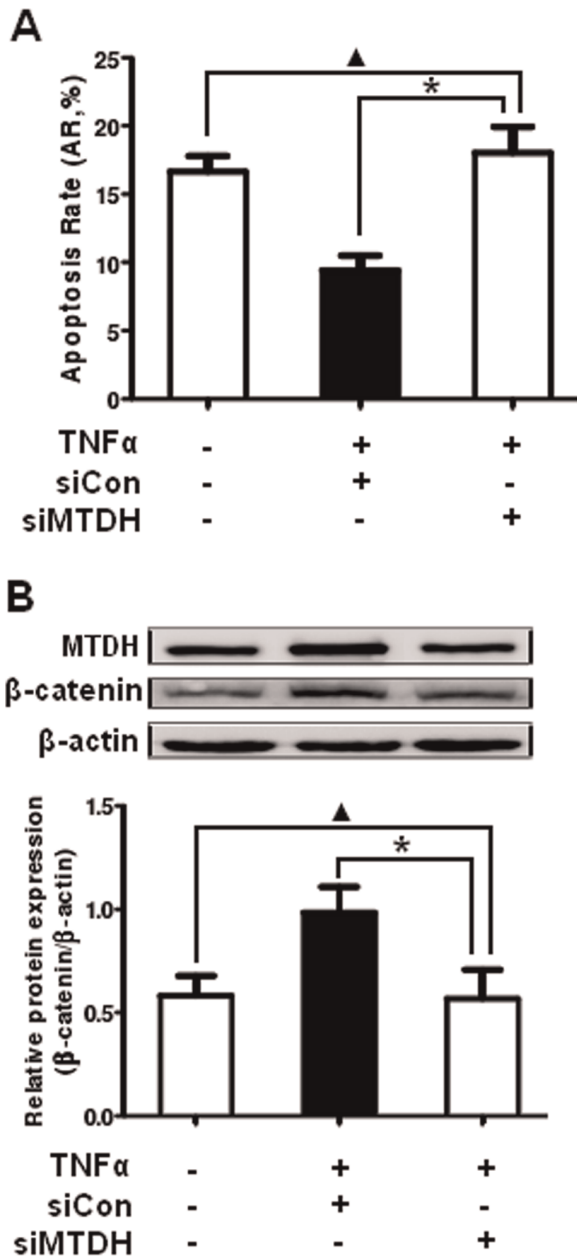 A
Apoptosis Rate (AR,%)
25
20
15
10
5
0
▲
*
TNFα - + +
siCon - + -
siMTDH - - +
B
MTDH
β-catenin
β-actin
Relative protein expression
(β-catenin/β-actin)
1.5
1.0
0.5
0.0
▲
*
TNFα - + +
siCon - + -
siMTDH - - +